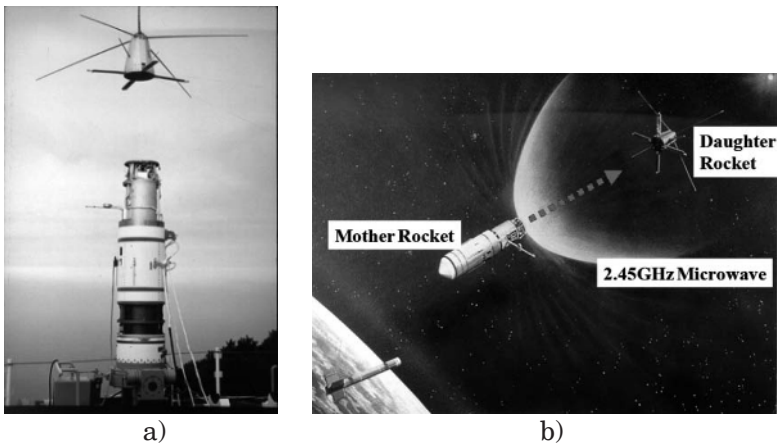 Daughter
Rocket
Mother Rocket
2.45GHz Microwave
a)
b)